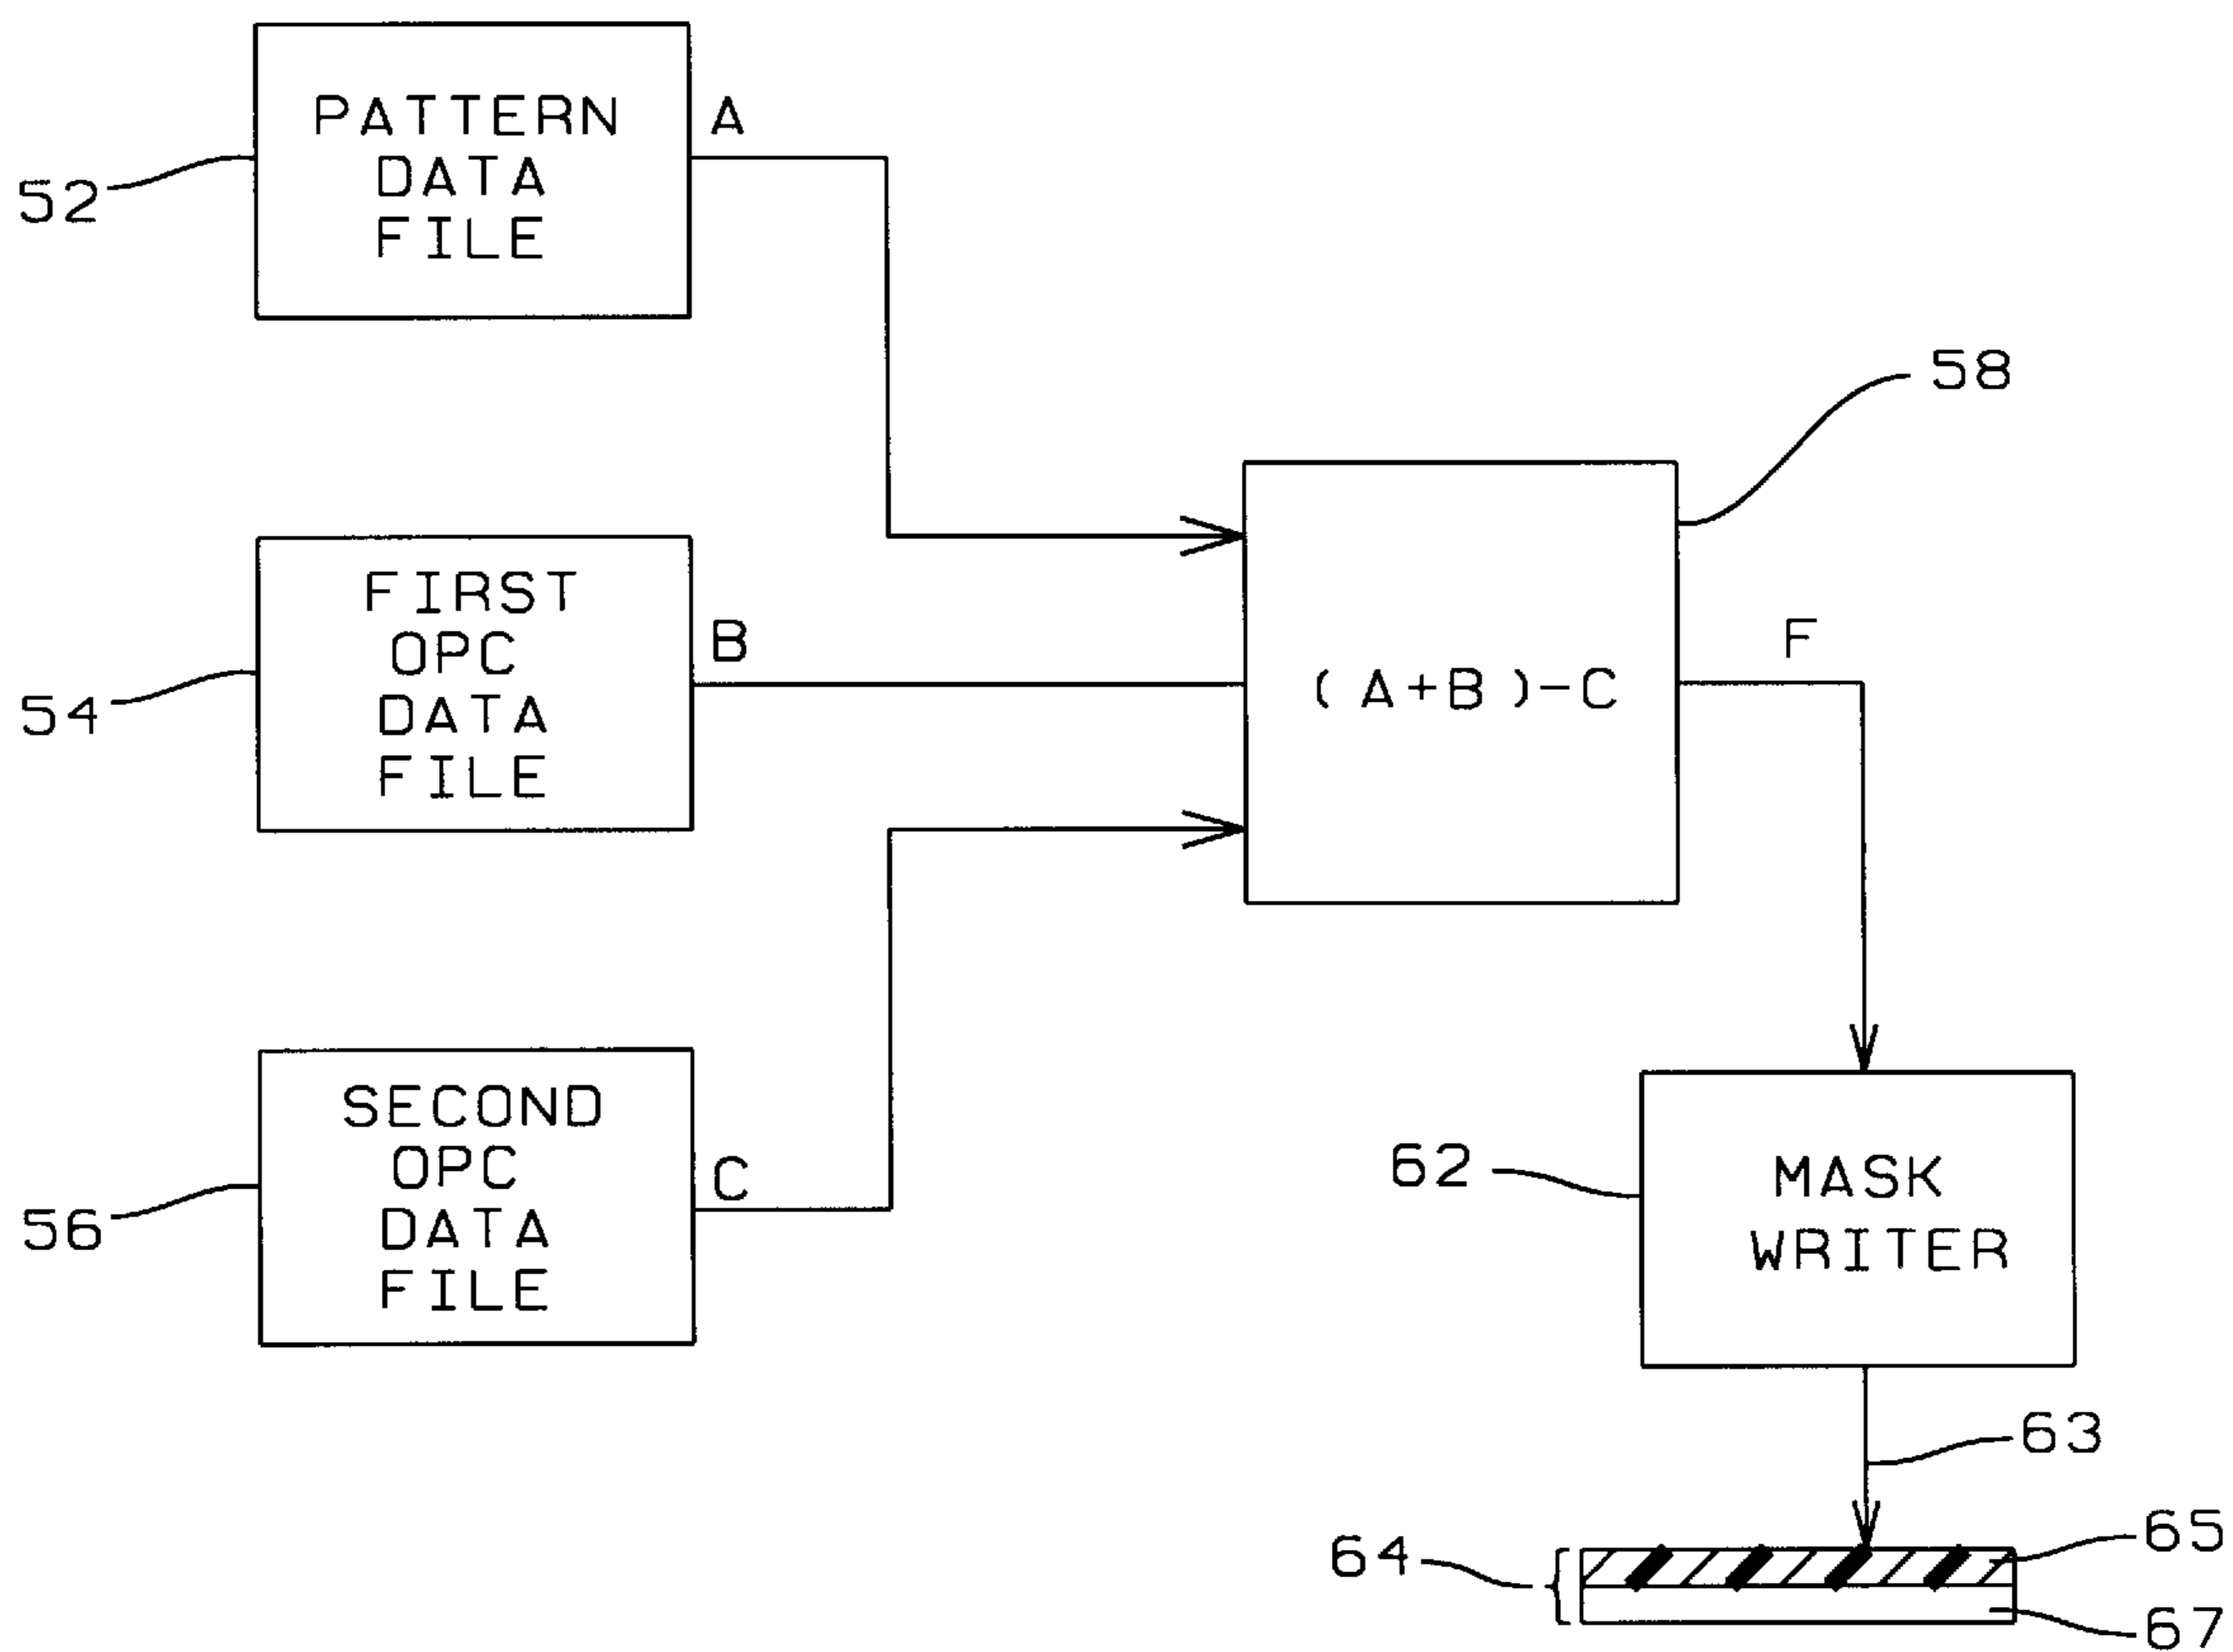 PATTERN
DATA
FILE
A
52
58
FIRST
OPC
DATA
FILE
B
54
(A+B)-C
F
SECOND
OPC
DATA
FILE
C
56
62
MASK
WRITER
63
64
65
67